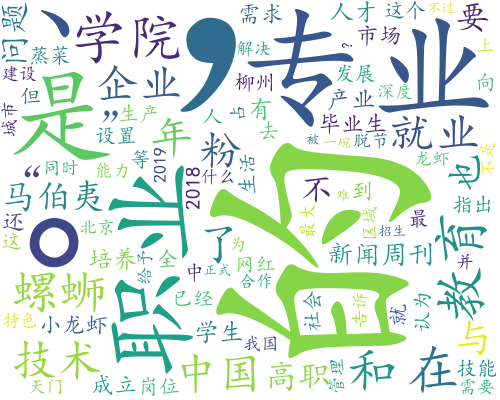 问题
、
学院
，
专业
需求
人才
这个
不过
蒸菜
解决
？
市场
要
上
建设
企业
柳州
发展
向
是
产业
深度
城市
但
”
生产
人
占
有
毕业生
设置
年
去
被
一碗
脱节
就业
“
同时
能力
等
2019
2018
粉
什么
生活
龙虾
也
不是
马伯夷
业
不
难
到
最
指出
还
这
。
北京
给予
了
的
最大
区域
招生
育
并
培养
全
中
正式
为
网红
合作
新闻周刊
教
螺蛳
职
已经
社会
告诉
就
认为
与
特色
小龙虾
学生
我国
技术
中国
高职
管理
和
在
技能
天门
成立
岗位
需要